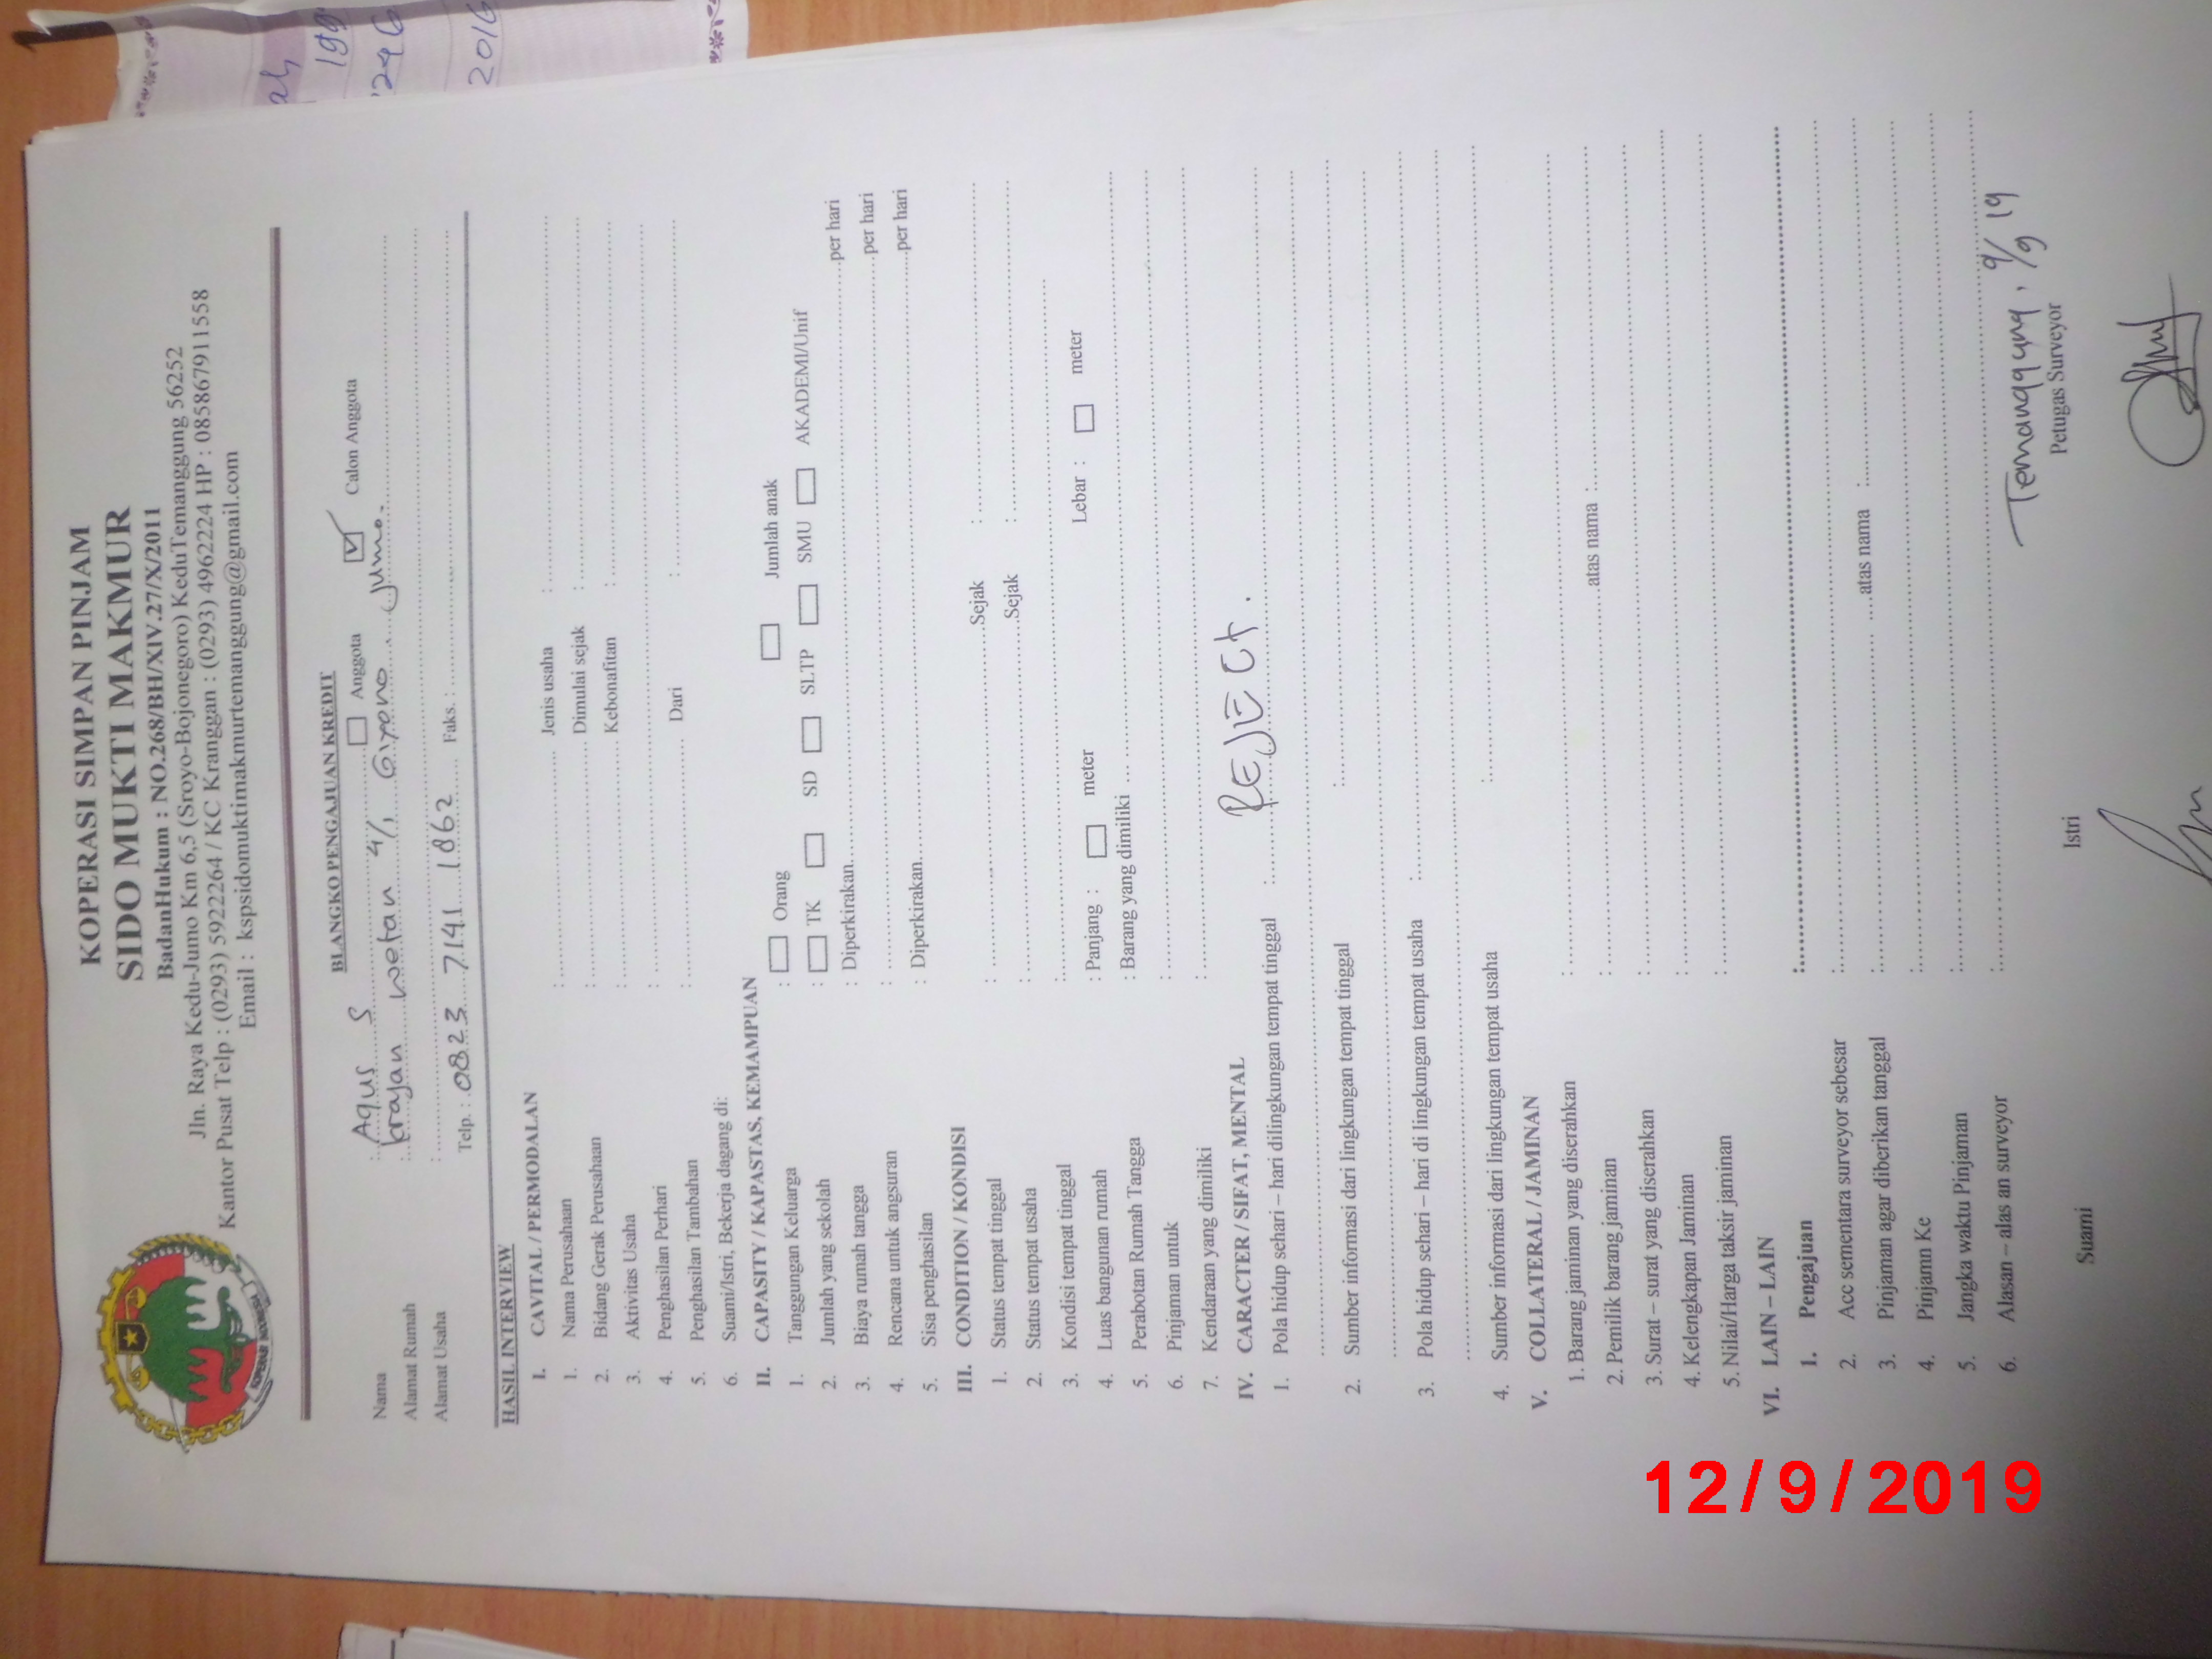 KOPERASI SIMPAN PINJAM
SIDO MUKTI MAKMUR
BadanHukum : NO.268/BH/XIV.27/X/2011
Jln. Raya Kedu-Jumo Km 6,5 (Sroyo-Bojonegoro) KeduTemanggung 56252
Kantor Pusat Telp : (0293) 5922264 / KC Kranggan : (0293) 4962224 HP : 085867911558
Email : kspsidomuktimakmurtemanggung@gmail.com
KOPERASI INDONESIA
BLANGKO PENGAJUAN KREDIT
Nama : Agus S Anggota Calon Anggota
Alamat Rumah : krajan wetan 4/1 Giyono . Jumo.
Alamat Usaha :
Telp. : 0823 7141 1862 Faks. :
HASIL INTERVIEW
I. CAVITAL / PERMODALAN
1. Nama Perusahaan : Jenis usaha :
2. Bidang Gerak Perusahaan : Dimulai sejak :
3. Aktivitas Usaha : Kebonafitan :
4. Penghasilan Perhari :
5. Penghasilan Tambahan : Dari :
6. Suami/Istri, Bekerja dagang di:
II. CAPASITY / KAPASTAS, KEMAMPUAN
1. Tanggungan Keluarga : Orang Jumlah anak
2. Jumlah yang sekolah : TK SD SLTP SMU AKADEMI/Unif
3. Biaya rumah tangga : Diperkirakan per hari
4. Rencana untuk angsuran : per hari
5. Sisa penghasilan : Diperkirakan per hari
III. CONDITION / KONDISI
1. Status tempat tinggal : Sejak :
2. Status tempat usaha : Sejak :
3. Kondisi tempat tinggal :
4. Luas bangunan rumah : Panjang : meter Lebar : meter
5. Perabotan Rumah Tangga : Barang yang dimiliki
6. Pinjaman untuk :
7. Kendaraan yang dimiliki :
IV. CARACTER / SIFAT, MENTAL
1. Pola hidup sehari – hari dilingkungan tempat tinggal : REJECt.
2. Sumber informasi dari lingkungan tempat tinggal :
3. Pola hidup sehari – hari di lingkungan tempat usaha :
4. Sumber informasi dari lingkungan tempat usaha :
V. COLLATERAL / JAMINAN
1. Barang jaminan yang diserahkan :
2. Pemilik barang jaminan : atas nama :
3. Surat – surat yang diserahkan :
4. Kelengkapan Jaminan :
5. Nilai/Harga taksir jaminan :
VI. LAIN – LAIN
1. Pengajuan :
2. Acc sementara surveyor sebesar :
3. Pinjaman agar diberikan tanggal : atas nama :
4. Pinjaman Ke :
5. Jangka waktu Pinjaman :
6. Alasan – alas an surveyor :
Temanggung, 9/9 19
Suami Istri Petugas Surveyor
199
296
2016
12/9/2019